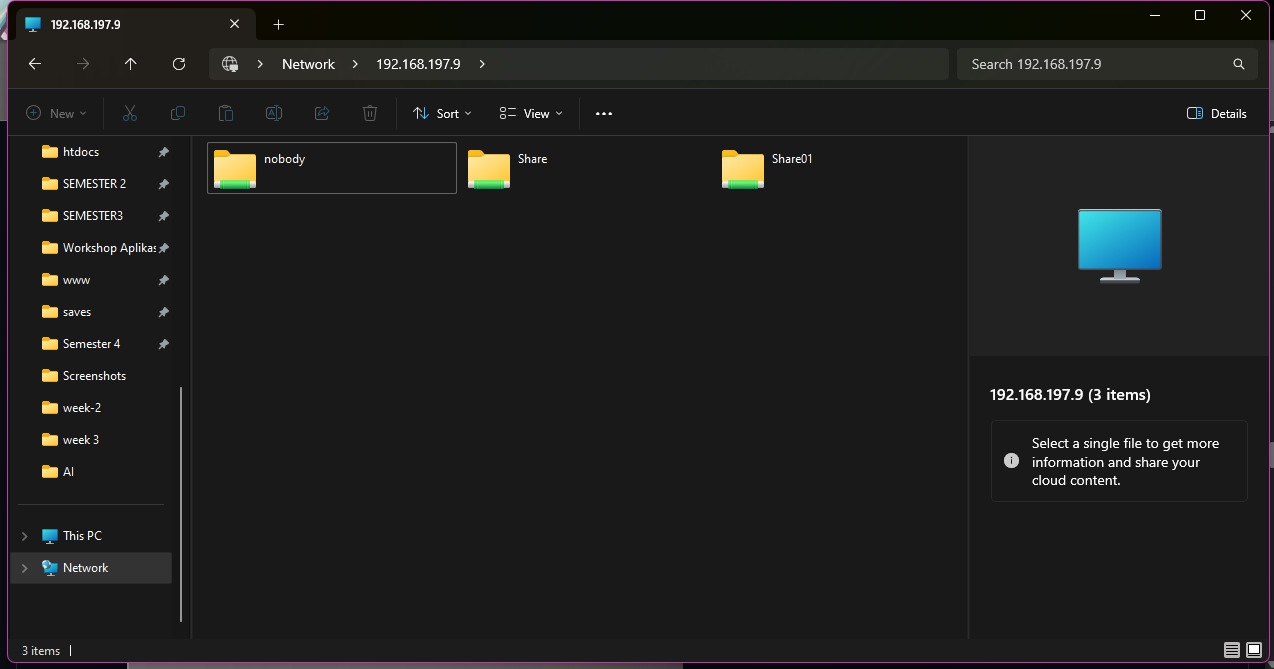 192.168.197.9
Network
192.168.197.9
Search 192.168.197.9
New
Sort
View
Details
htdocs
SEMESTER 2
SEMESTER3
Workshop Aplikas
www
saves
Semester 4
Screenshots
week-2
week 3
AI
This PC
Network
nobody
Share
Share01
192.168.197.9 (3 items)
Select a single file to get more
information and share your
cloud content.
3 items